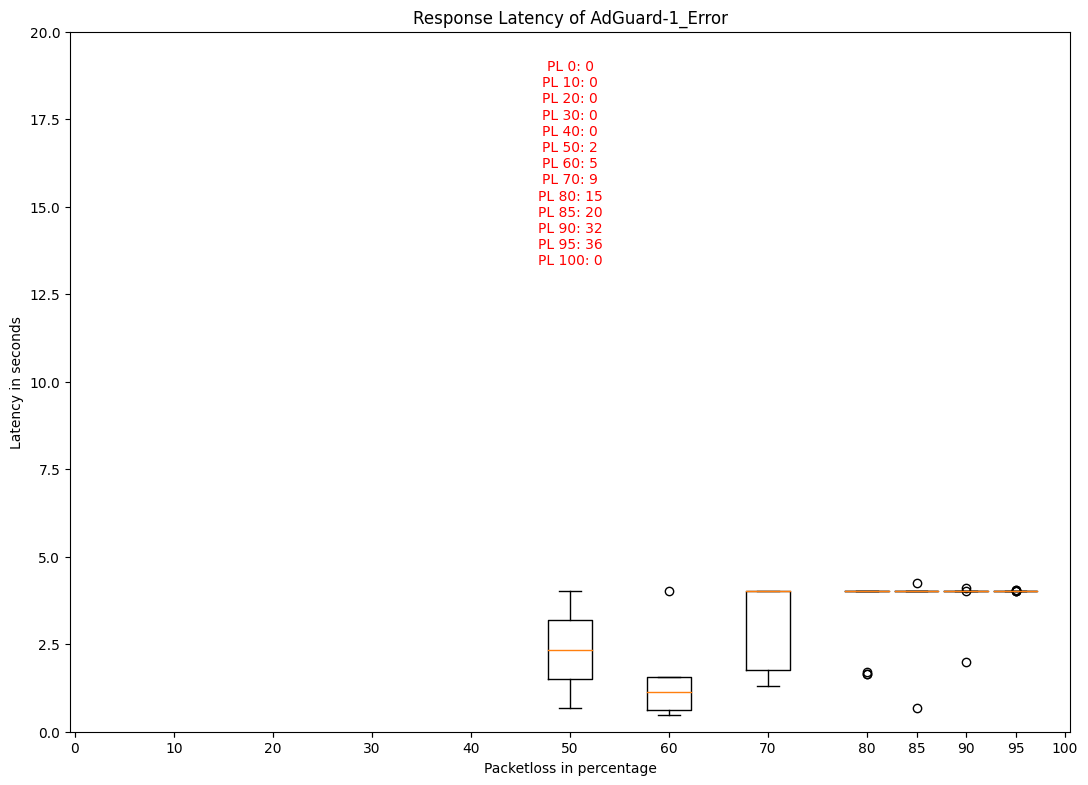 Response Latency of AdGuard-1_Error
20.0
17.5
15.0
12.5
10.0
7.5
5.0
2.5
0.0
Latency in seconds
PL 0: 0
PL 10: 0
PL 20: 0
PL 30: 0
PL 40: 0
PL 50: 2
PL 60: 5
PL 70: 9
PL 80: 15
PL 85: 20
PL 90: 32
PL 95: 36
PL 100: 0
0 10 20 30 40 50 60 70 80 85 90 95 100
Packetloss in percentage